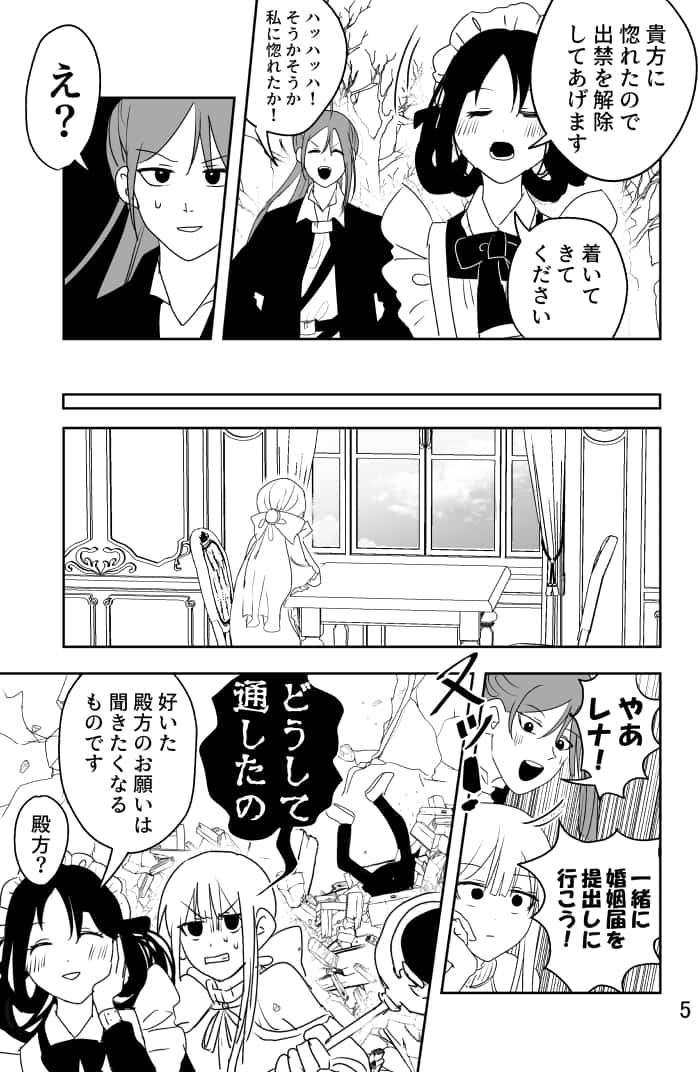 貴方に
惚れたので
出禁を解除
してあげます
着いて
きて
ください
ハッハッハ！
そうかそうか
私に惚れたか！
え？
やあ
レナ！
ヌッ
一緒に
婚姻届を
提出しに
行こう！
どうして
通したの
好いた
殿方のお願いは
聞きたくなる
ものです
殿方？
5